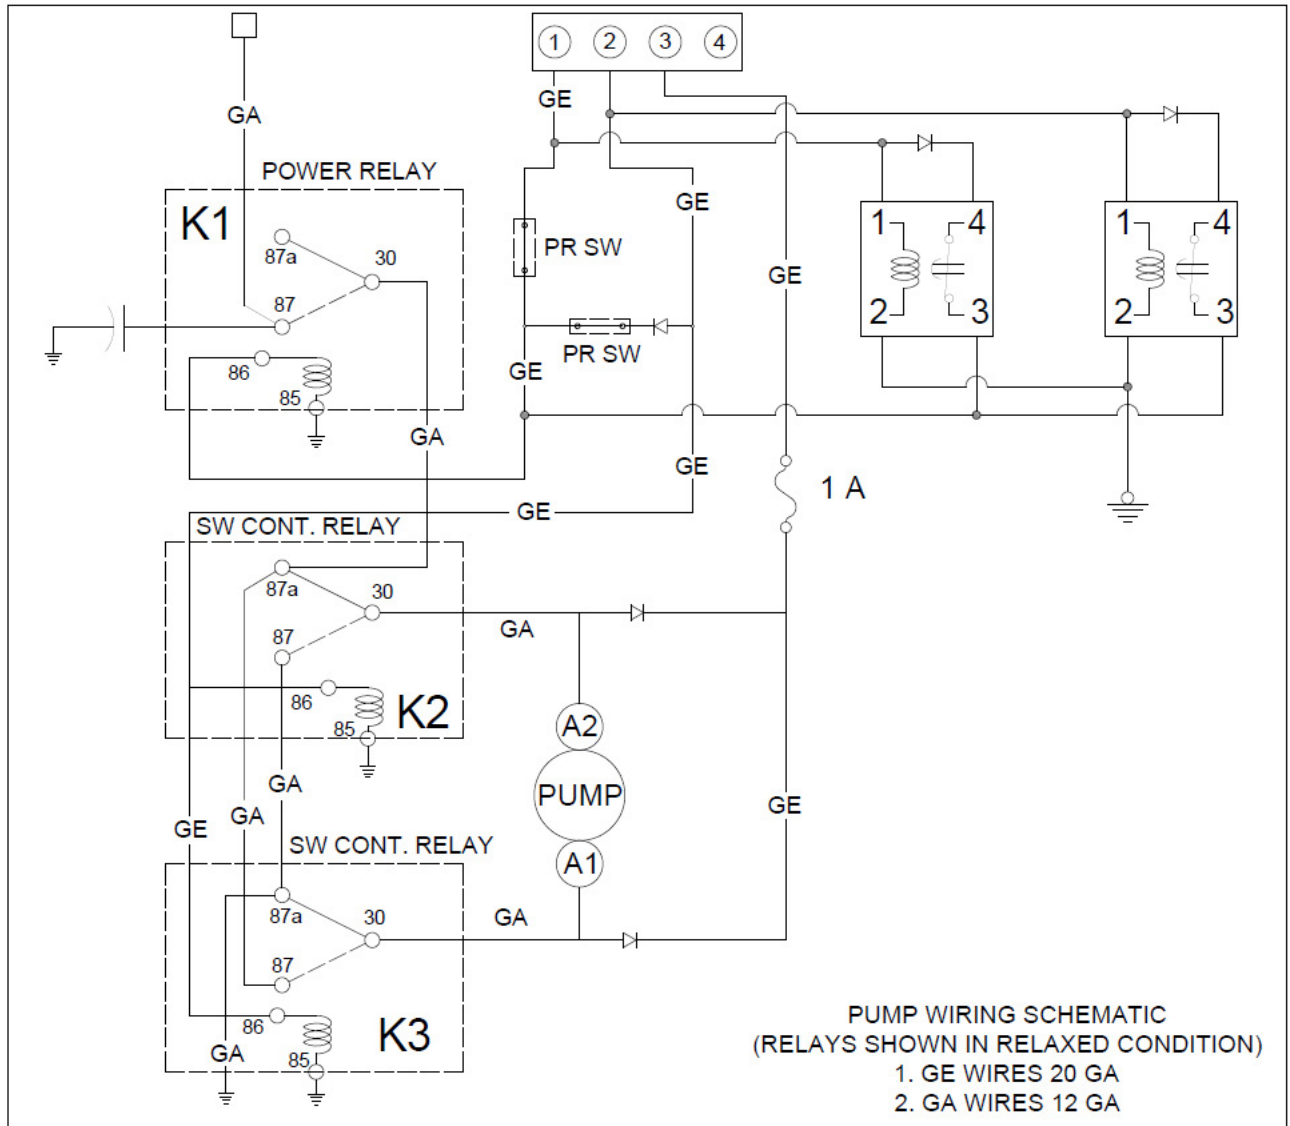 1 2 3 4
GE
GA
POWER RELAY
K1
87a
30
87
86
85
PR SW
PR SW
GE
GE
GE
GA
GE
GE
1 4
2 3
1 4
2 3
1 A
SW CONT. RELAY
87a
30
87
86
85
K2
GA
A2
PUMP
A1
GA
GA
GE
GE
SW CONT. RELAY
87a
30
87
86
85
K3
GA
GA
PUMP WIRING SCHEMATIC
(RELAYS SHOWN IN RELAXED CONDITION)
1. GE WIRES 20 GA
2. GA WIRES 12 GA